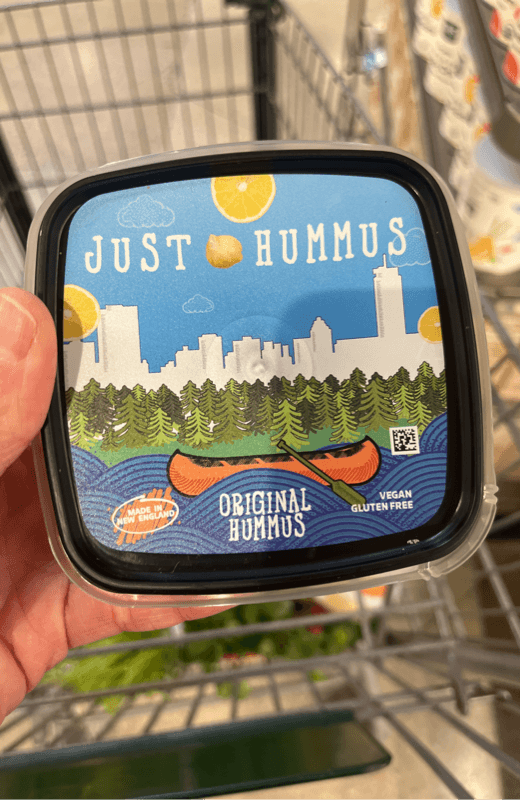 JUST HUMMUS
MADE IN
NEW ENGLAND
ORIGINAL
HUMMUS
VEGAN
GLUTEN FREE